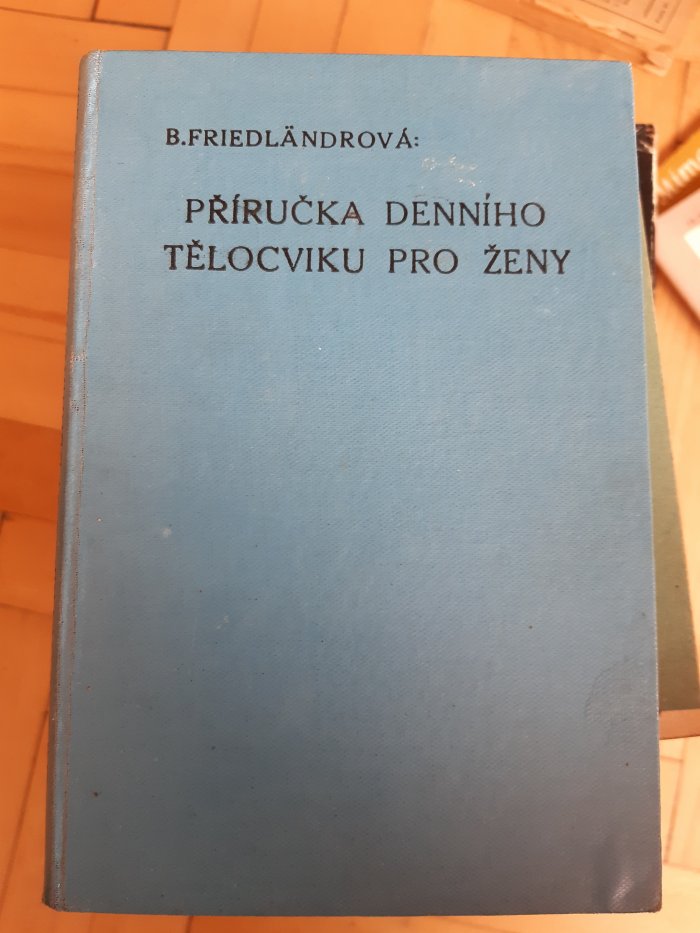 B.FRIEDLÄNDROVÁ:
PŘÍRUČKA DENNÍHO
TĚLOCVIKU PRO ŽENY